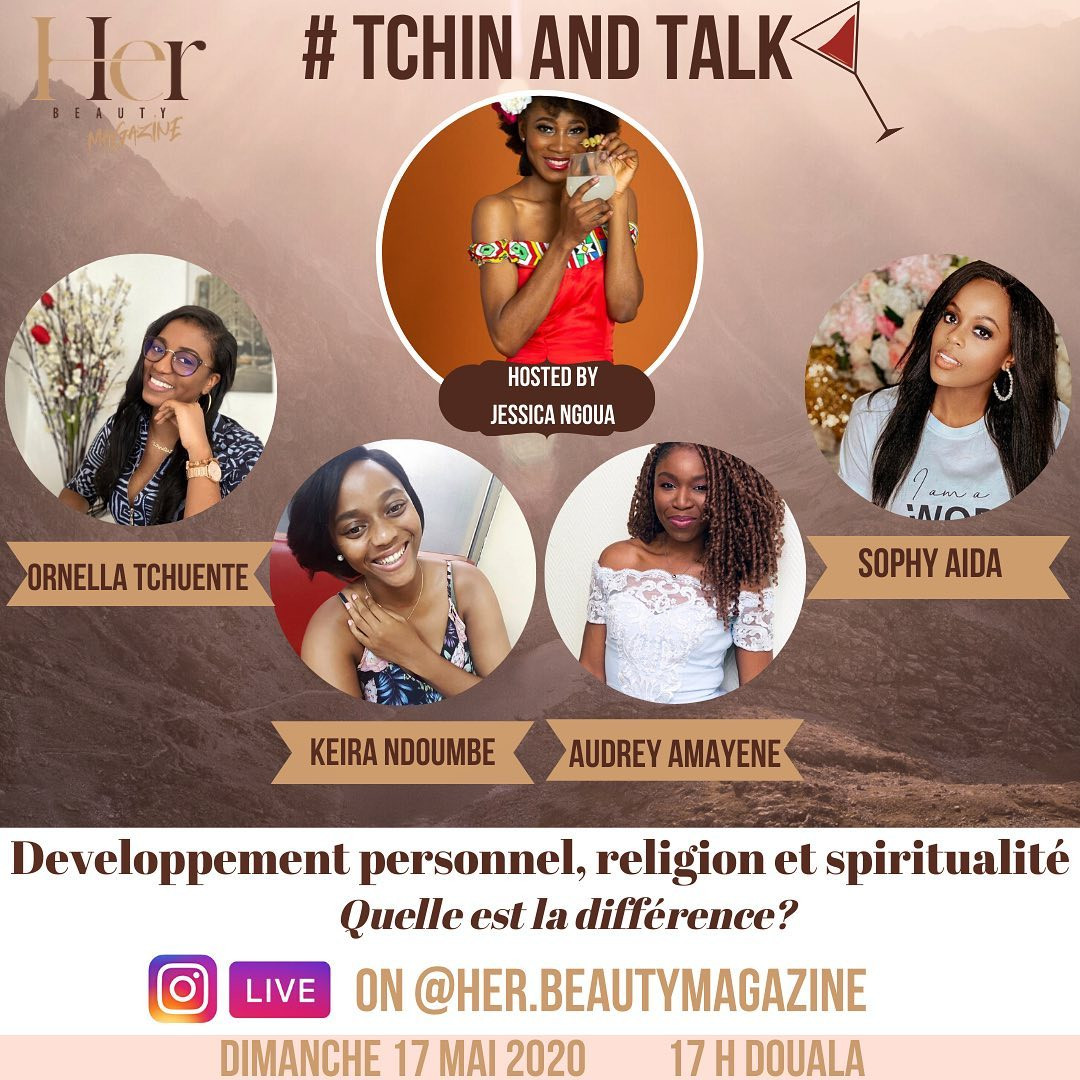 Her
BEAUTY
MAGAZINE
# TCHIN AND TALK
HOSTED BY
JESSICA NGOUA
I am a
ORNELLA TCHUENTE
SOPHY AIDA
KEIRA NDOUMBE
AUDREY AMAYENE
Developpement personnel, religion et spiritualité
Quelle est la différence?
LIVE ON @HER.BEAUTYMAGAZINE
DIMANCHE 17 MAI 2020 17 H DOUALA